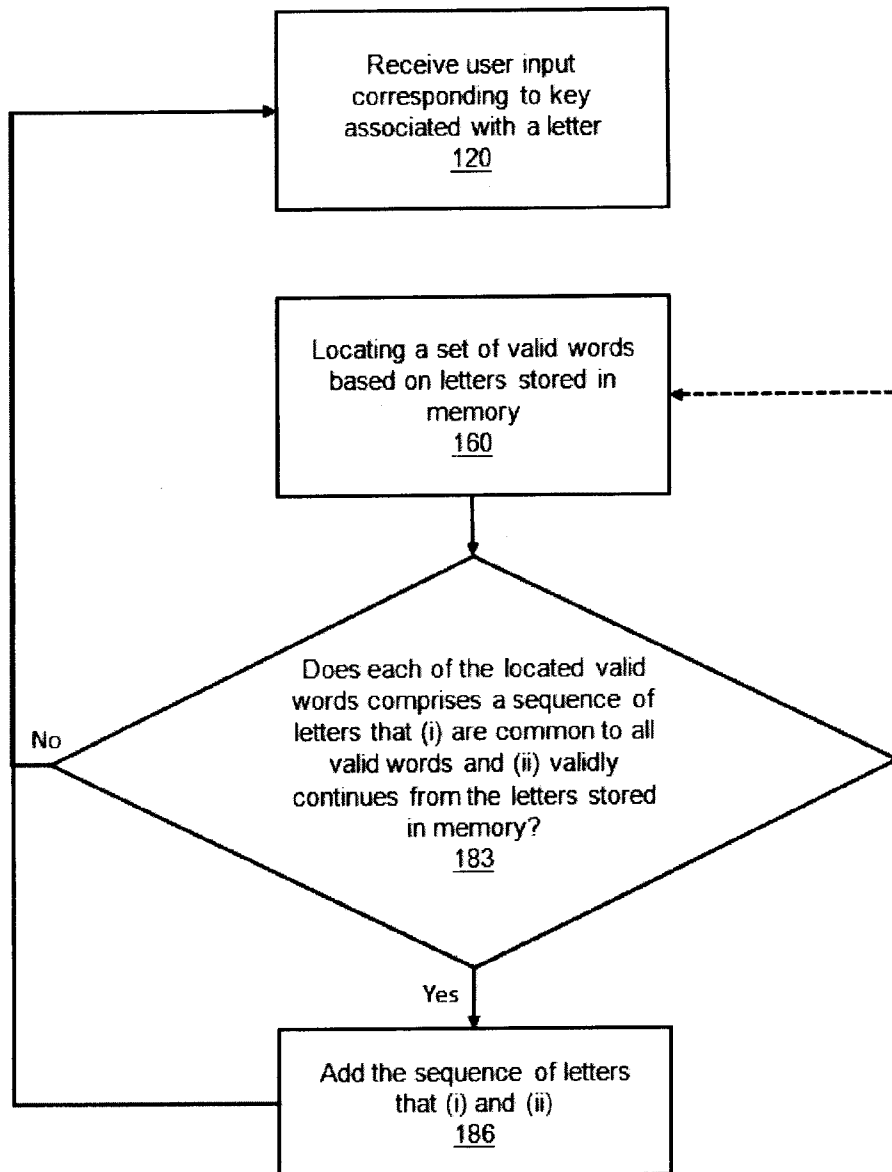 Receive user input
corresponding to key
associated with a letter
120
Locating a set of valid words
based on letters stored in
memory
160
Does each of the located valid
words comprises a sequence of
letters that (i) are common to all
valid words and (ii) validly
continues from the letters stored
in memory?
183
No
Yes
Add the sequence of letters
that (i) and (ii)
186